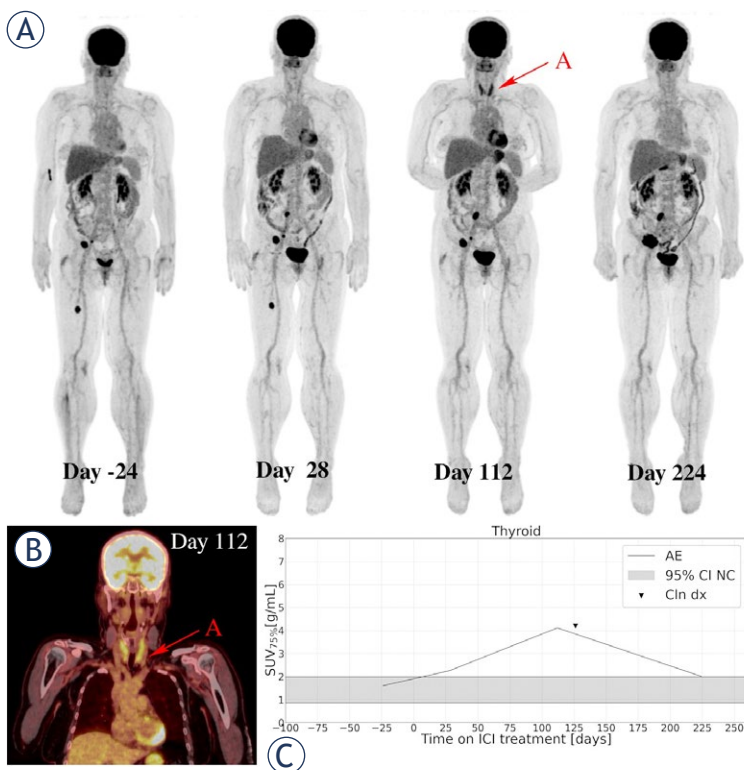 A
A
Day -24
Day 28
Day 112
Day 224
B
Day 112
A
Thyroid
SUV75%[g/mL]
8
7
6
5
4
3
2
1
0
AE
95% CI NC
Cln dx
−100 −75 −50 −25 0 25 50 75 100 125 150 175 200 225 250
Time on ICI treatment [days]
C